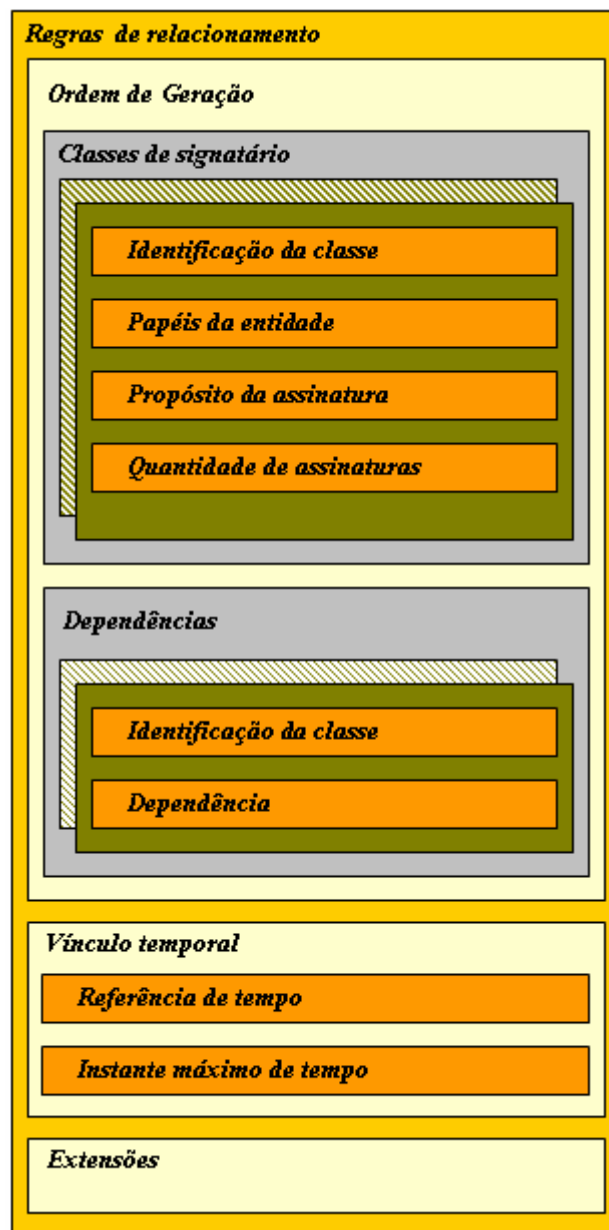 Regras de relacionamento
Ordem de Geração
Classes de signatário
Identificação da classe
Papéis da entidade
Propósito da assinatura
Quantidade de assinaturas
Dependências
Identificação da classe
Dependência
Vínculo temporal
Referência de tempo
Instante máximo de tempo
Extensões